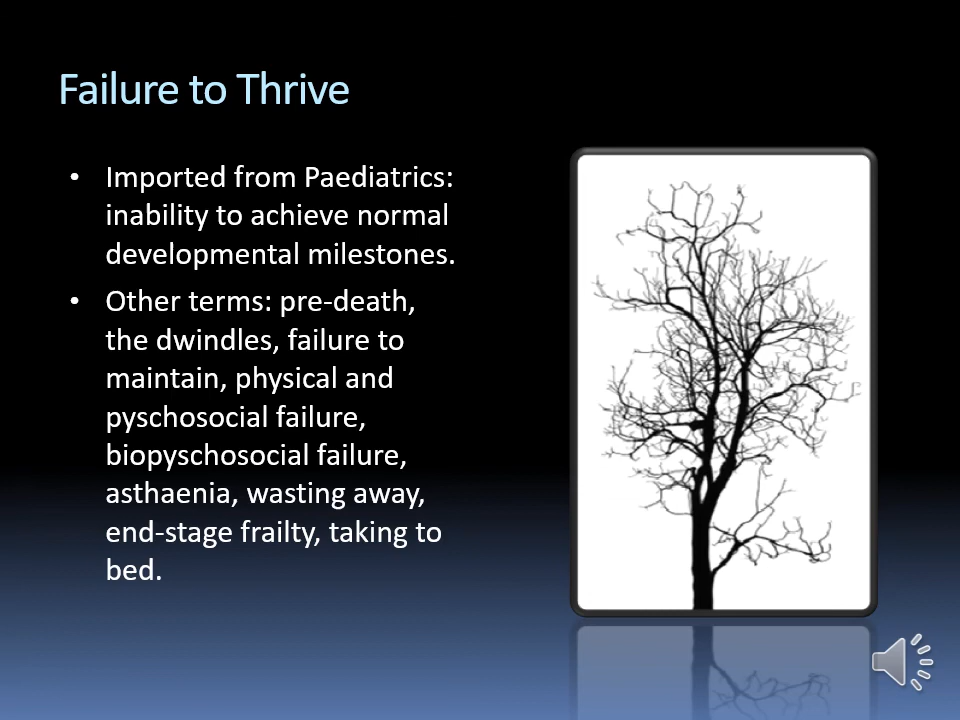 Failure to Thrive
• Imported from Paediatrics:
inability to achieve normal
developmental milestones.
• Other terms: pre-death,
the dwindles, failure to
maintain, physical and
pyschosocial failure,
biopyschosocial failure,
asthaenia, wasting away,
end-stage frailty, taking to
bed.